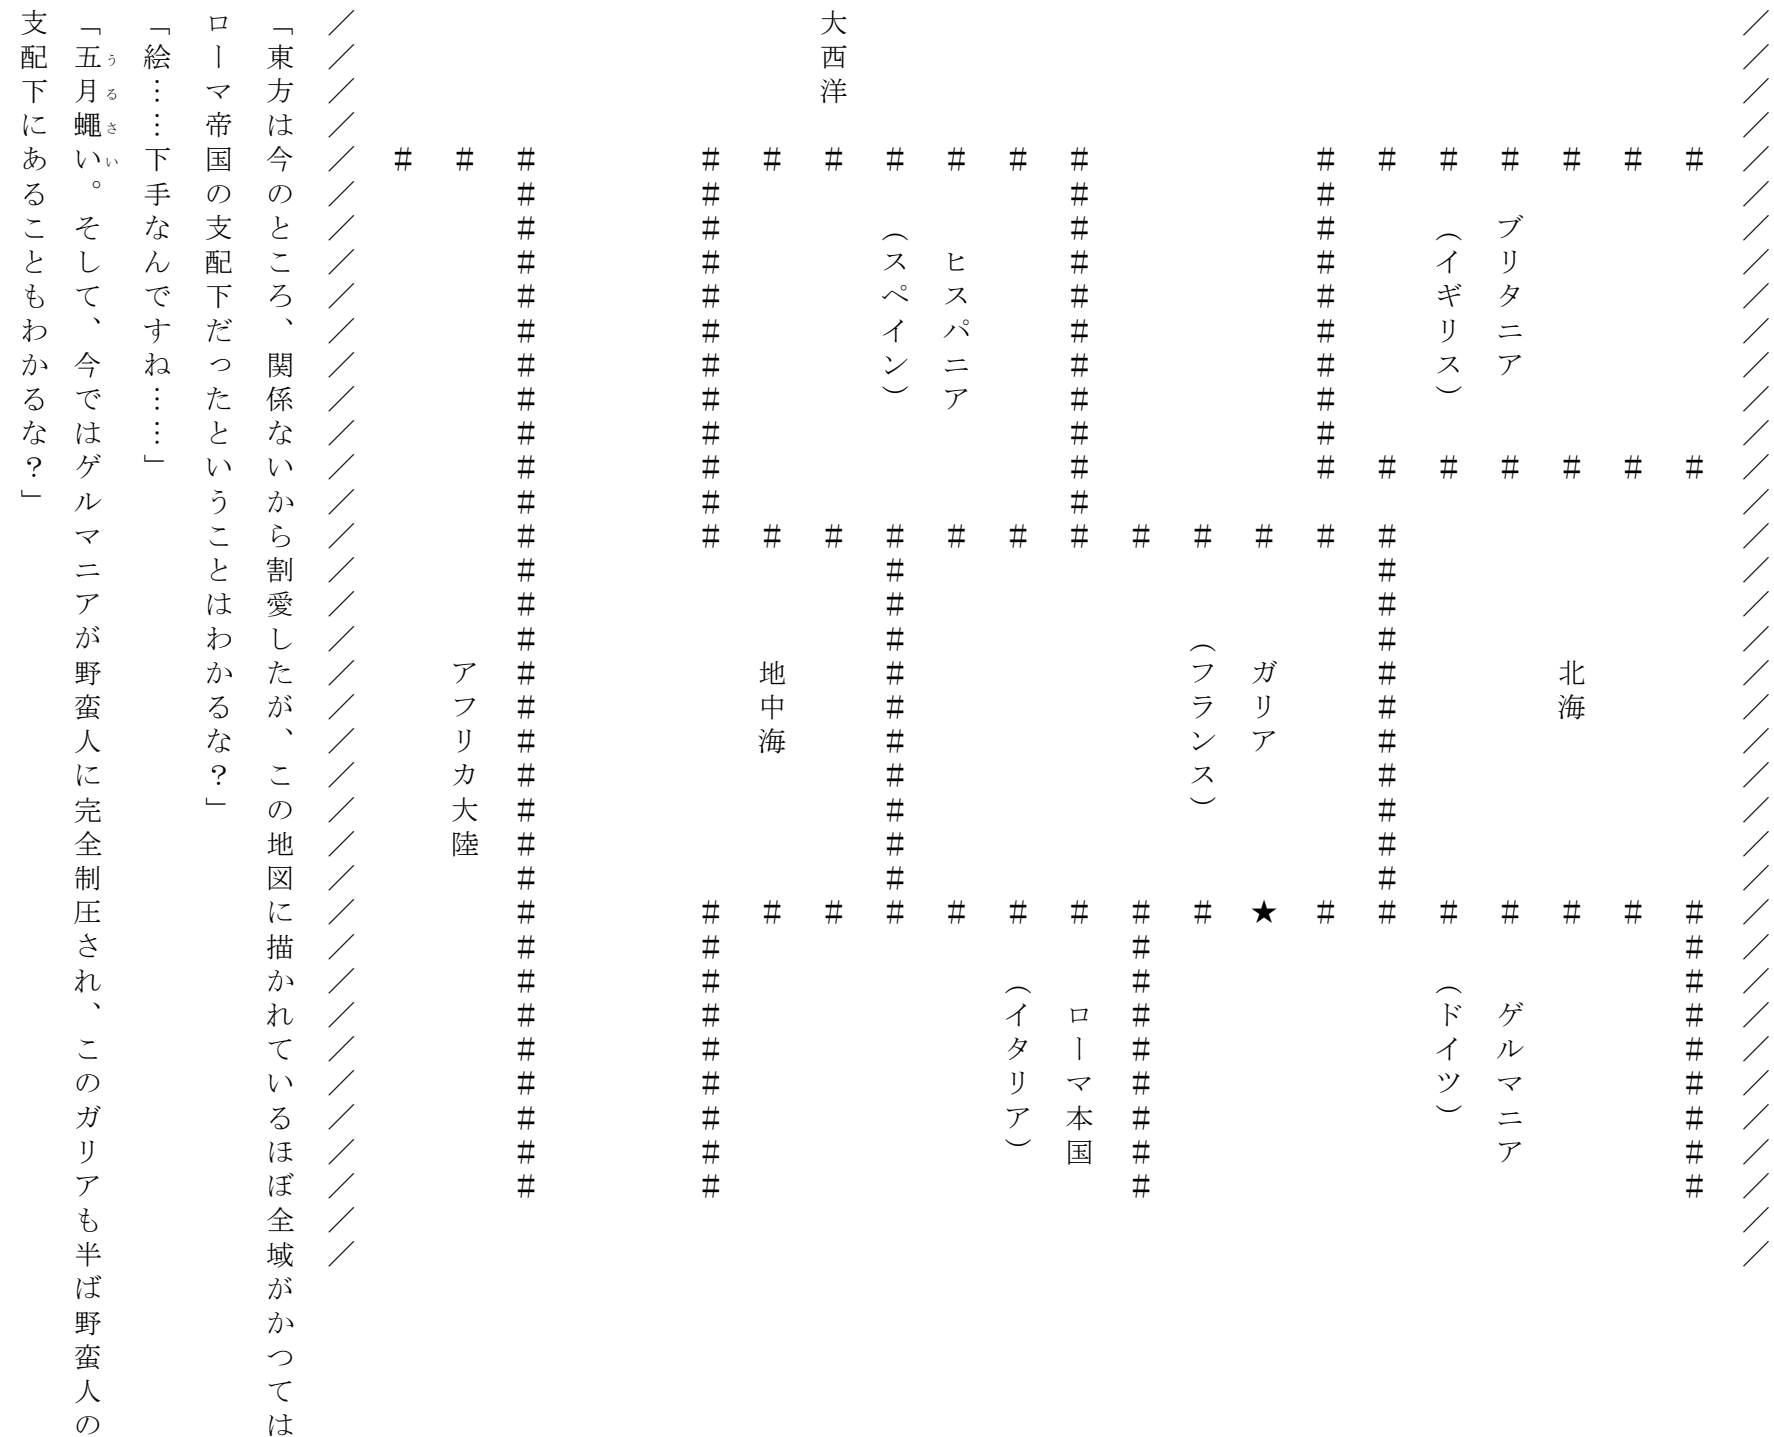 ／／／／／／／／／／／／／／／／／／／／／／／／／／／／／／／／／／／／／
＃　　　　　　　　＃　　　　　　　　　　　　＃＃＃＃＃＃＃＃＃
＃　　　　　　　　＃　　　　　　　　　　　　＃
＃　　　　　　　　＃　　　　　北海　　　　　＃
＃　ブリタニア　　＃　　　　　　　　　　　　＃　　ゲルマニア
＃　（イギリス）　＃　　　　　　　　　　　　＃　（ドイツ）
＃　　　　　　　　＃　＃＃＃＃＃＃＃＃＃＃＃＃
＃＃＃＃＃＃＃＃＃＃　＃　　　　　　　　　　＃
＃　　　ガリア　　　　★
＃　　（フランス）　　＃
＃　　　　　　　　　　＃＃＃＃＃＃＃＃＃
＃＃＃＃＃＃＃＃＃＃＃＃　　　　　　　　　　＃　　ローマ本国
＃　　　　　　　　　　＃　　　　　　　　　　＃　（イタリア）
＃　　ヒスパニア　　　＃　　　　　　　　　　＃
＃　（スペイン）　　　＃＃＃＃＃＃＃＃＃＃＃＃
大西洋　＃　　　　　　　　　　＃　　　　　　　　　　＃
＃　　　　　　　　　　＃　　　地中海　　　　＃
＃＃＃＃＃＃＃＃＃＃＃＃　　　　　　　　　　＃＃＃＃＃＃＃＃＃
＃＃＃＃＃＃＃＃＃＃＃＃＃＃＃＃＃＃＃＃＃＃＃＃＃＃＃＃＃＃＃
＃　　　　　　　　　　　　　　アフリカ大陸
＃
／／／／／／／／／／／／／／／／／／／／／／／／／／／／／／／／／／／／／
「東方は今のところ、関係ないから割愛したが、この地図に描かれているほぼ全域がかつては
ローマ帝国の支配下だったということはわかるな？」
「絵……下手なんですね……」
「五月蠅い。そして、今ではゲルマニアが野蛮人に完全制圧され、このガリアも半ば野蛮人の
うるさい
支配下にあることもわかるな？」